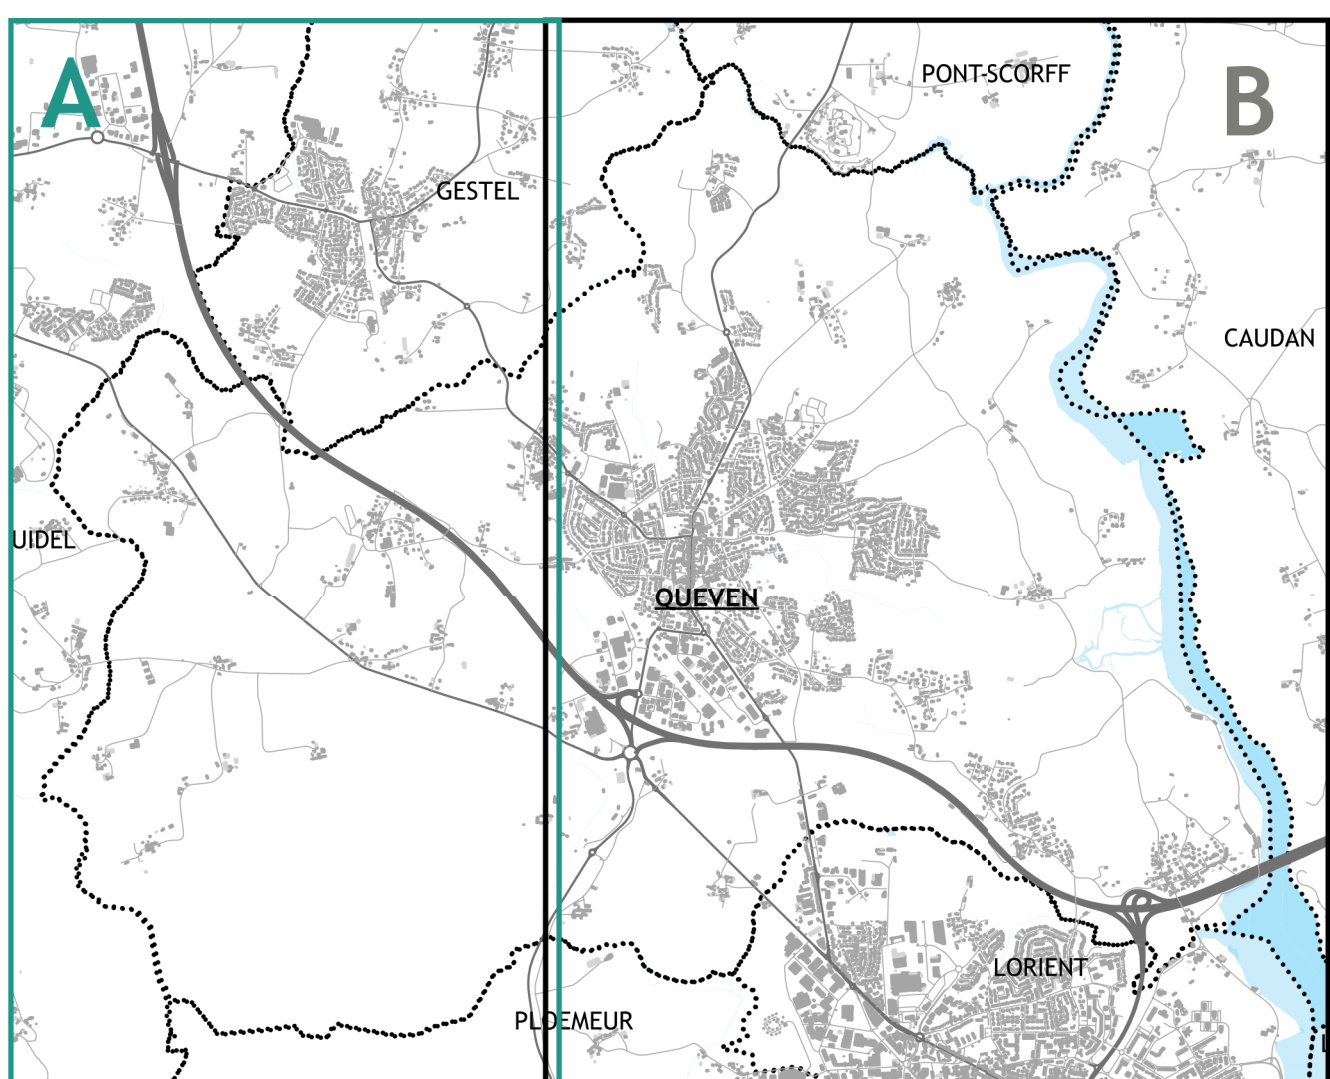 A
B
PONT-SCORFF
GESTEL
CAUDAN
UIDEL
QUEVEN
LORIENT
PLOEMEUR
L